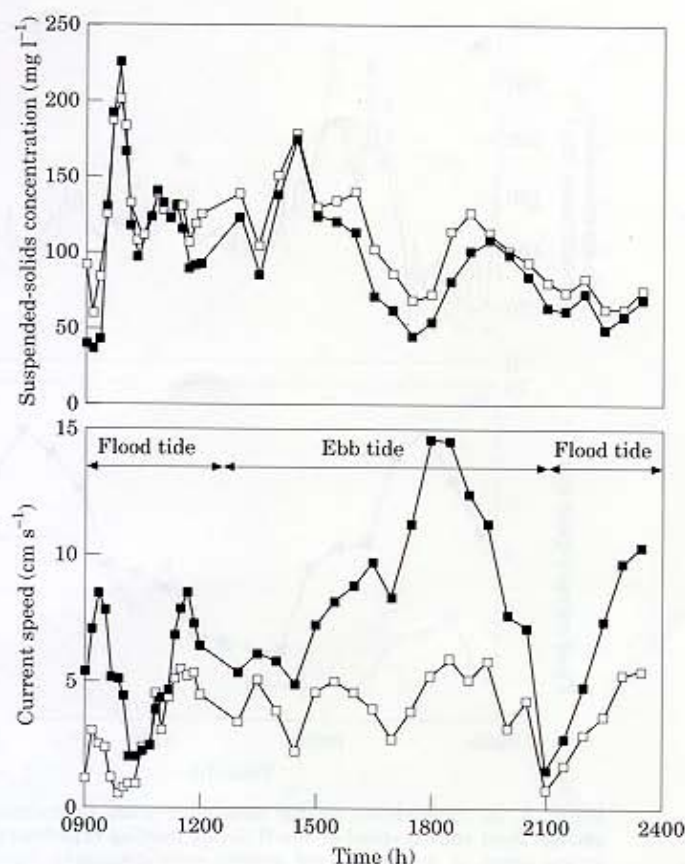 Suspended-solids concentration (mg l⁻¹)
250
200
150
100
50
0
Current speed (cm s⁻¹)
15
10
5
0
Flood tide
Ebb tide
Flood tide
0900
1200
1500
1800
2100
2400
Time (h)